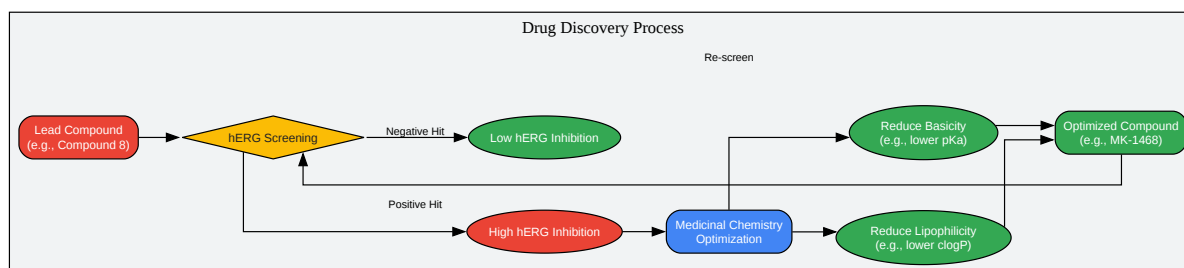 Drug Discovery Process
Re-screen
Lead Compound
(e.g., Compound 8)
hERG Screening
Negative Hit
Low hERG Inhibition
Reduce Basicity
(e.g., lower pKa)
Optimized Compound
(e.g., MK-1468)
Positive Hit
High hERG Inhibition
Medicinal Chemistry
Optimization
Reduce Lipophilicity
(e.g., lower clogP)